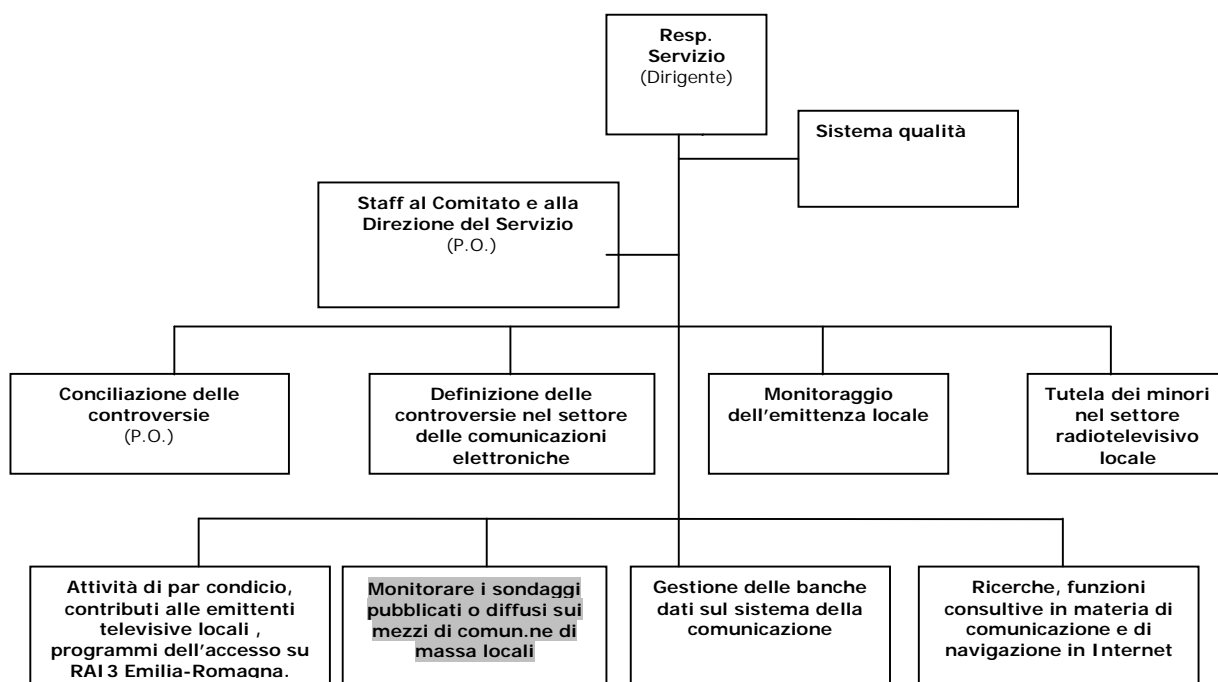 Resp.
Servizio
(Dirigente)
Sistema qualità
Staff al Comitato e alla
Direzione del Servizio
(P.O.)
Conciliazione delle
controversie
(P.O.)
Definizione delle
controversie nel settore
delle comunicazioni
elettroniche
Monitoraggio
dell'emittenza locale
Tutela dei minori
nel settore
radiotelevisivo
locale
Attività di par condicio,
contributi alle emittenti
televisive locali ,
programmi dell'accesso su
RAI3 Emilia-Romagna.
Monitorare i sondaggi
pubblicati o diffusi sui
mezzi di comun.ne di
massa locali
Gestione delle banche
dati sul sistema della
comunicazione
Ricerche, funzioni
consultive in materia di
comunicazione e di
navigazione in Internet